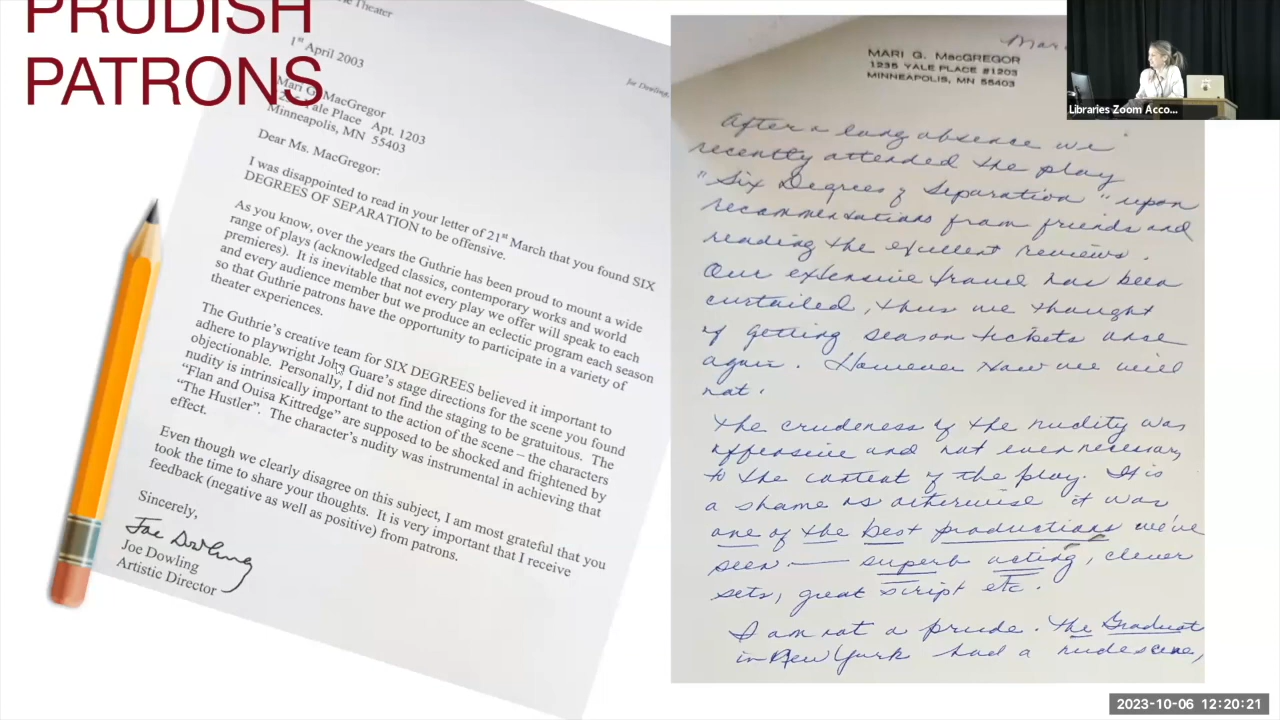 PRUDISH
PATRONS
Theater
1st April 2003
Joe Dowling,
Mari G. MacGregor
Yale Place Apt. 1203
Minneapolis, MN 55403
Dear Ms. MacGregor:
I was disappointed to read in your letter of 21st March that you found SIX
DEGREES OF SEPARATION to be offensive.
As you know, over the years the Guthrie has been proud to mount a wide
range of plays (acknowledged classics, contemporary works and world
premieres). It is inevitable that not every play we offer will speak to each
and every audience member but we produce an eclectic program each season
so that Guthrie patrons have the opportunity to participate in a variety of
theater experiences.
The Guthrie's creative team for SIX DEGREES believed it important to
adhere to playwright John Guare's stage directions for the scene you found
objectionable. Personally, I did not find the staging to be gratuitous. The
nudity is intrinsically important to the action of the scene – the characters
"Flan and Ouisa Kittredge" are supposed to be shocked and frightened by
"The Hustler". The character's nudity was instrumental in achieving that
effect.
Even though we clearly disagree on this subject, I am most grateful that you
took the time to share your thoughts. It is very important that I receive
feedback (negative as well as positive) from patrons.
Sincerely,
Joe Dowling
Joe Dowling
Artistic Director
MARI G. MacGREGOR
1235 YALE PLACE #1203
MINNEAPOLIS, MN 55403
After a long absence we
recently attended the play
"Six Degrees of Separation" upon
recommendations from friends and
reading the excellent reviews.
Our extensive travel has been
curtailed, thus we thought
of getting season tickets once
again. However now we will
not.
The crudeness of the nudity was
offensive and not even necessary
to the content of the play. It is
a shame as otherwise it was
one of the best productions we've
seen — superb acting, clever
sets, great script etc.
I am not a prude. The Graduate
in New York had a nude scene,
Libraries Zoom Acco...
2023-10-06 12:20:21